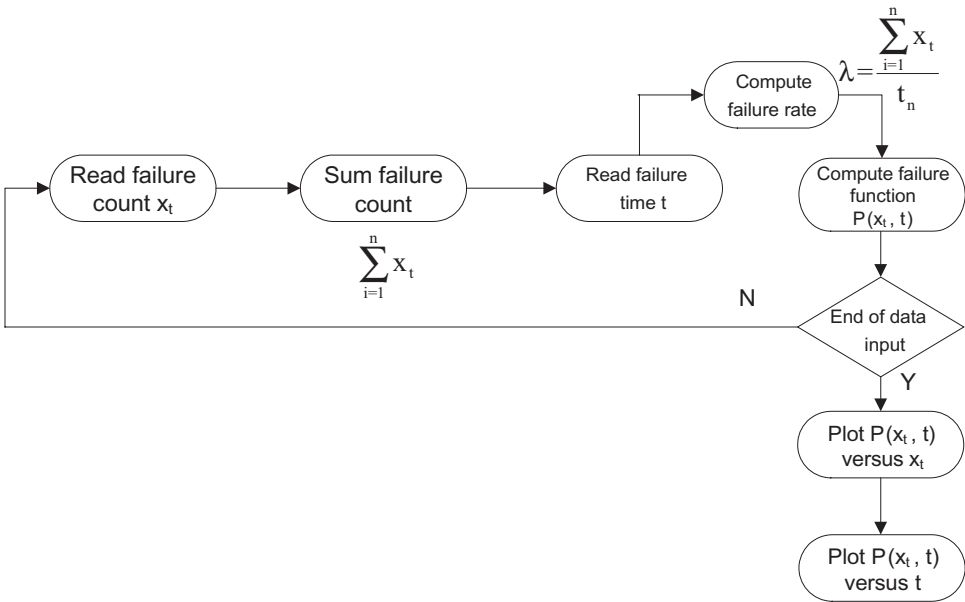 Read failure
count xₜ
Sum failure
count
n
∑ xₜ
i=1
Read failure
time t
Compute
failure rate
n
∑ xₜ
i=1
λ=
tₙ
Compute failure
function
P(xₜ, t)
End of data
input
N
Y
Plot P(xₜ, t)
versus xₜ
Plot P(xₜ, t)
versus t